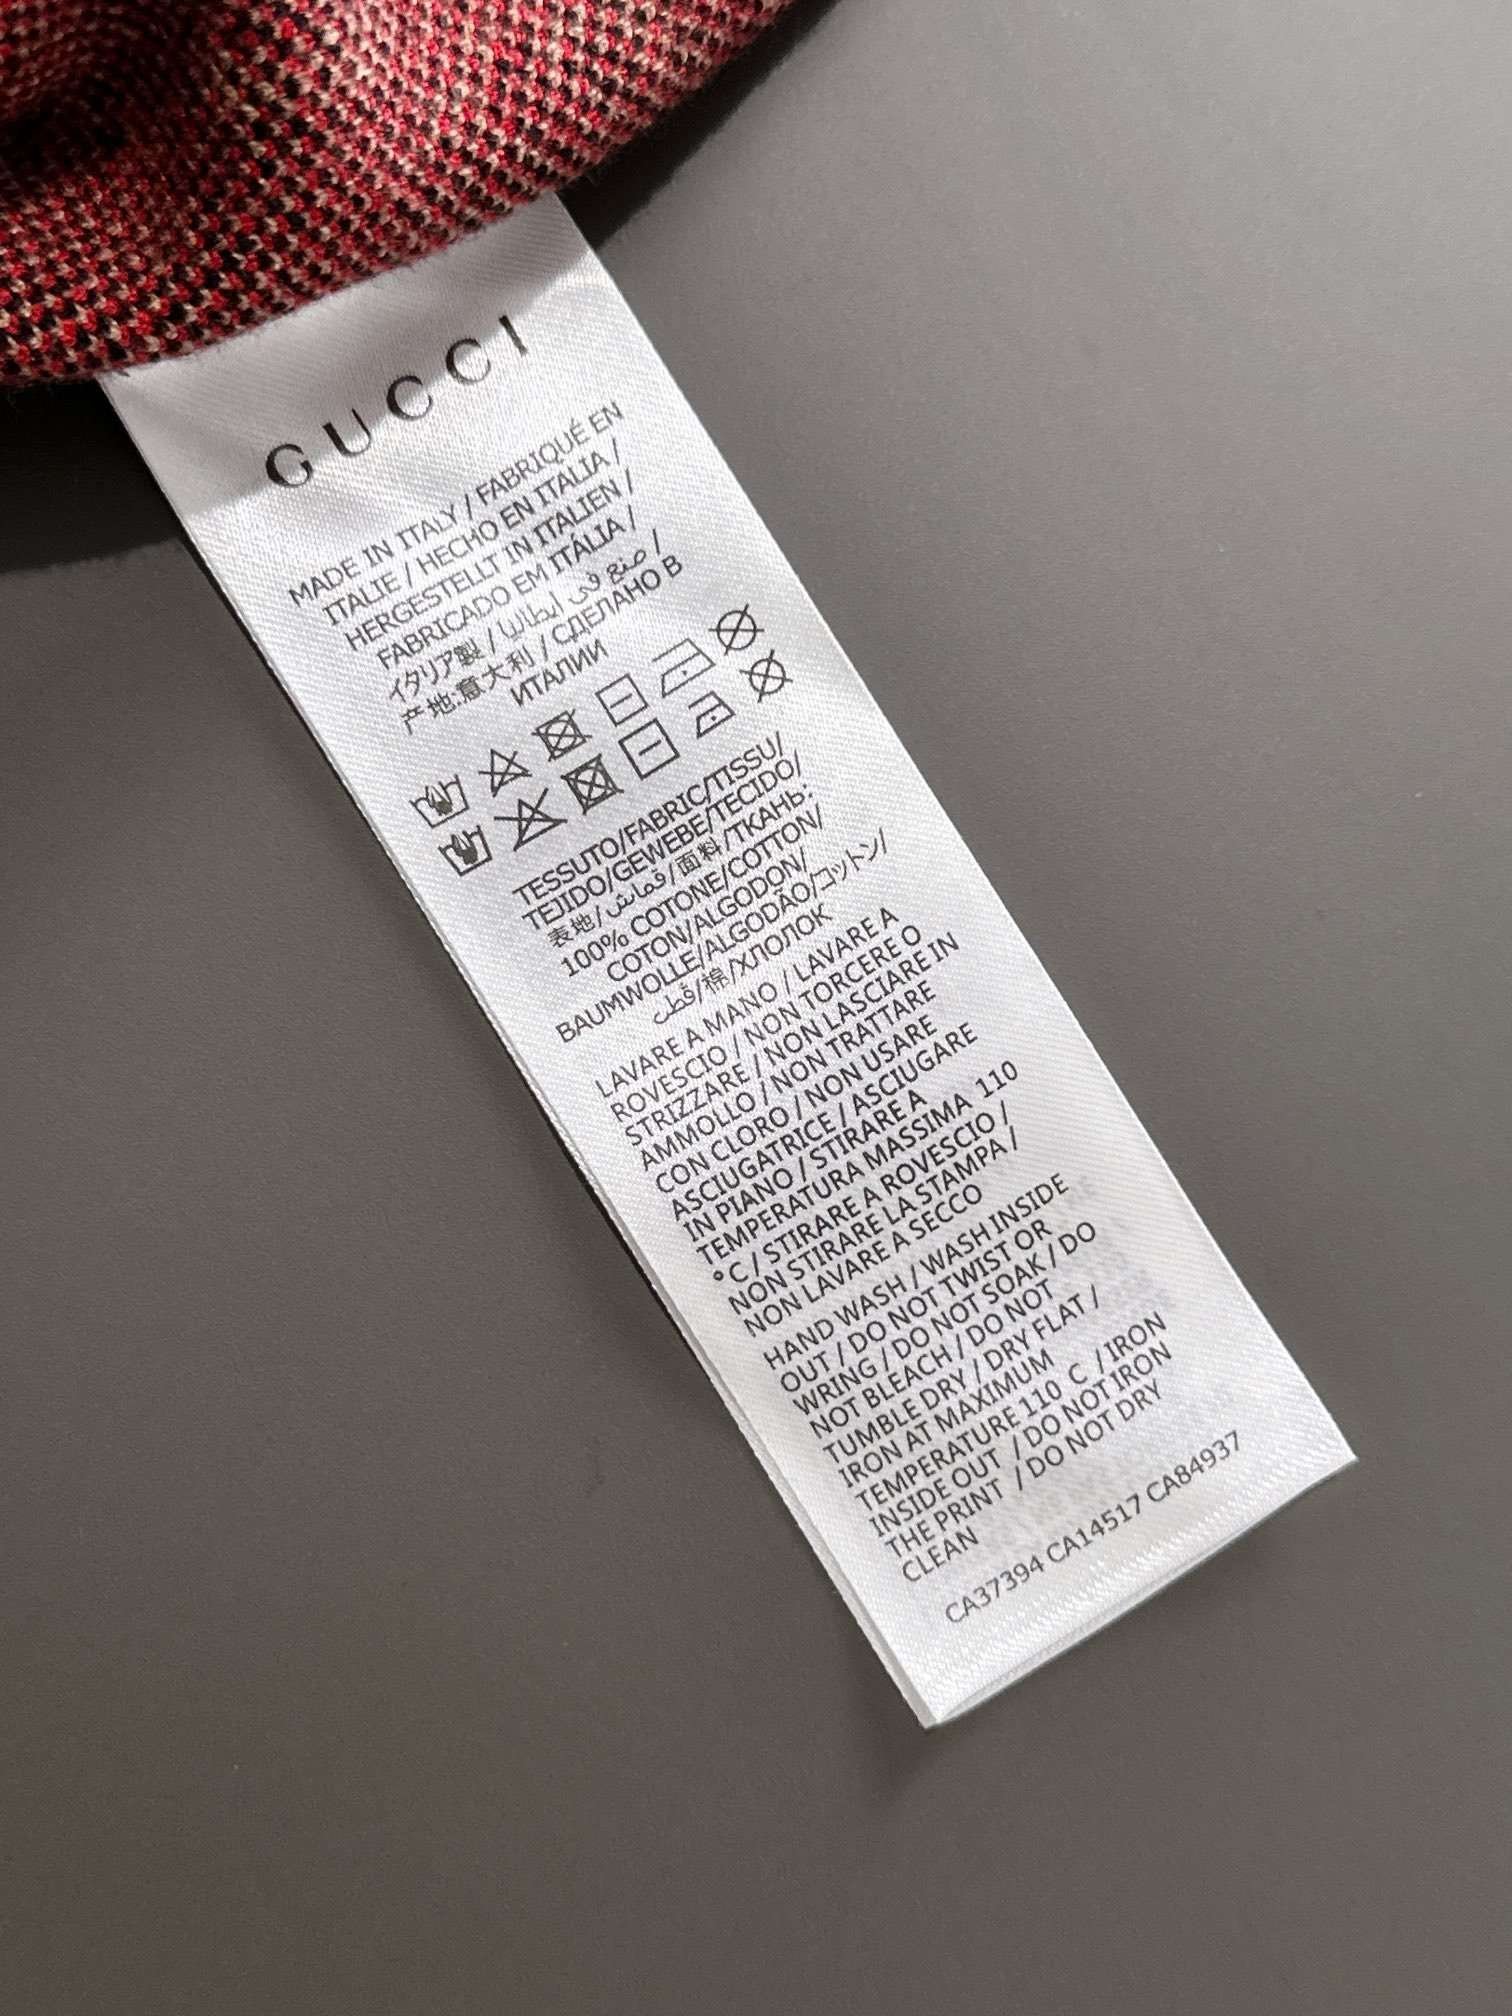 GUCCI
MADE IN ITALY / FABRIQUÉ EN
ITALIE / HECHO EN ITALIA /
HERGESTELLT IN ITALIEN /
FABRICADO EM ITÁLIA /
イタリア製 / صنع في ايطاليا /
产地:意大利 / СДЕЛАНО В
ИТАЛИИ
TESSUTO/FABRIC/TISSU/
TEJIDO/GEWEBE/TECIDO/
表地/قماش/面料/ТКАНЬ:
100% COTONE/COTTON/
COTON/ALGODON/
BAUMWOLLE/ALGODÃO/コットン/
قطن/棉/ХЛОПОК
LAVARE A MANO / LAVARE A
ROVESCIO / NON TORCERE O
STRIZZARE / NON LASCIARE IN
AMMOLLO / NON TRATTARE
CON CLORO / NON USARE
ASCIUGATRICE / ASCIUGARE
IN PIANO / STIRARE A
TEMPERATURA MASSIMA 110
°C / STIRARE A ROVESCIO /
NON STIRARE LA STAMPA /
NON LAVARE A SECCO
HAND WASH / WASH INSIDE
OUT / DO NOT TWIST OR
WRING / DO NOT SOAK / DO
NOT BLEACH / DO NOT
TUMBLE DRY / DRY FLAT /
IRON AT MAXIMUM
TEMPERATURE 110 C / IRON
INSIDE OUT / DO NOT IRON
THE PRINT / DO NOT DRY
CLEAN
CA37394 CA14517 CA84937